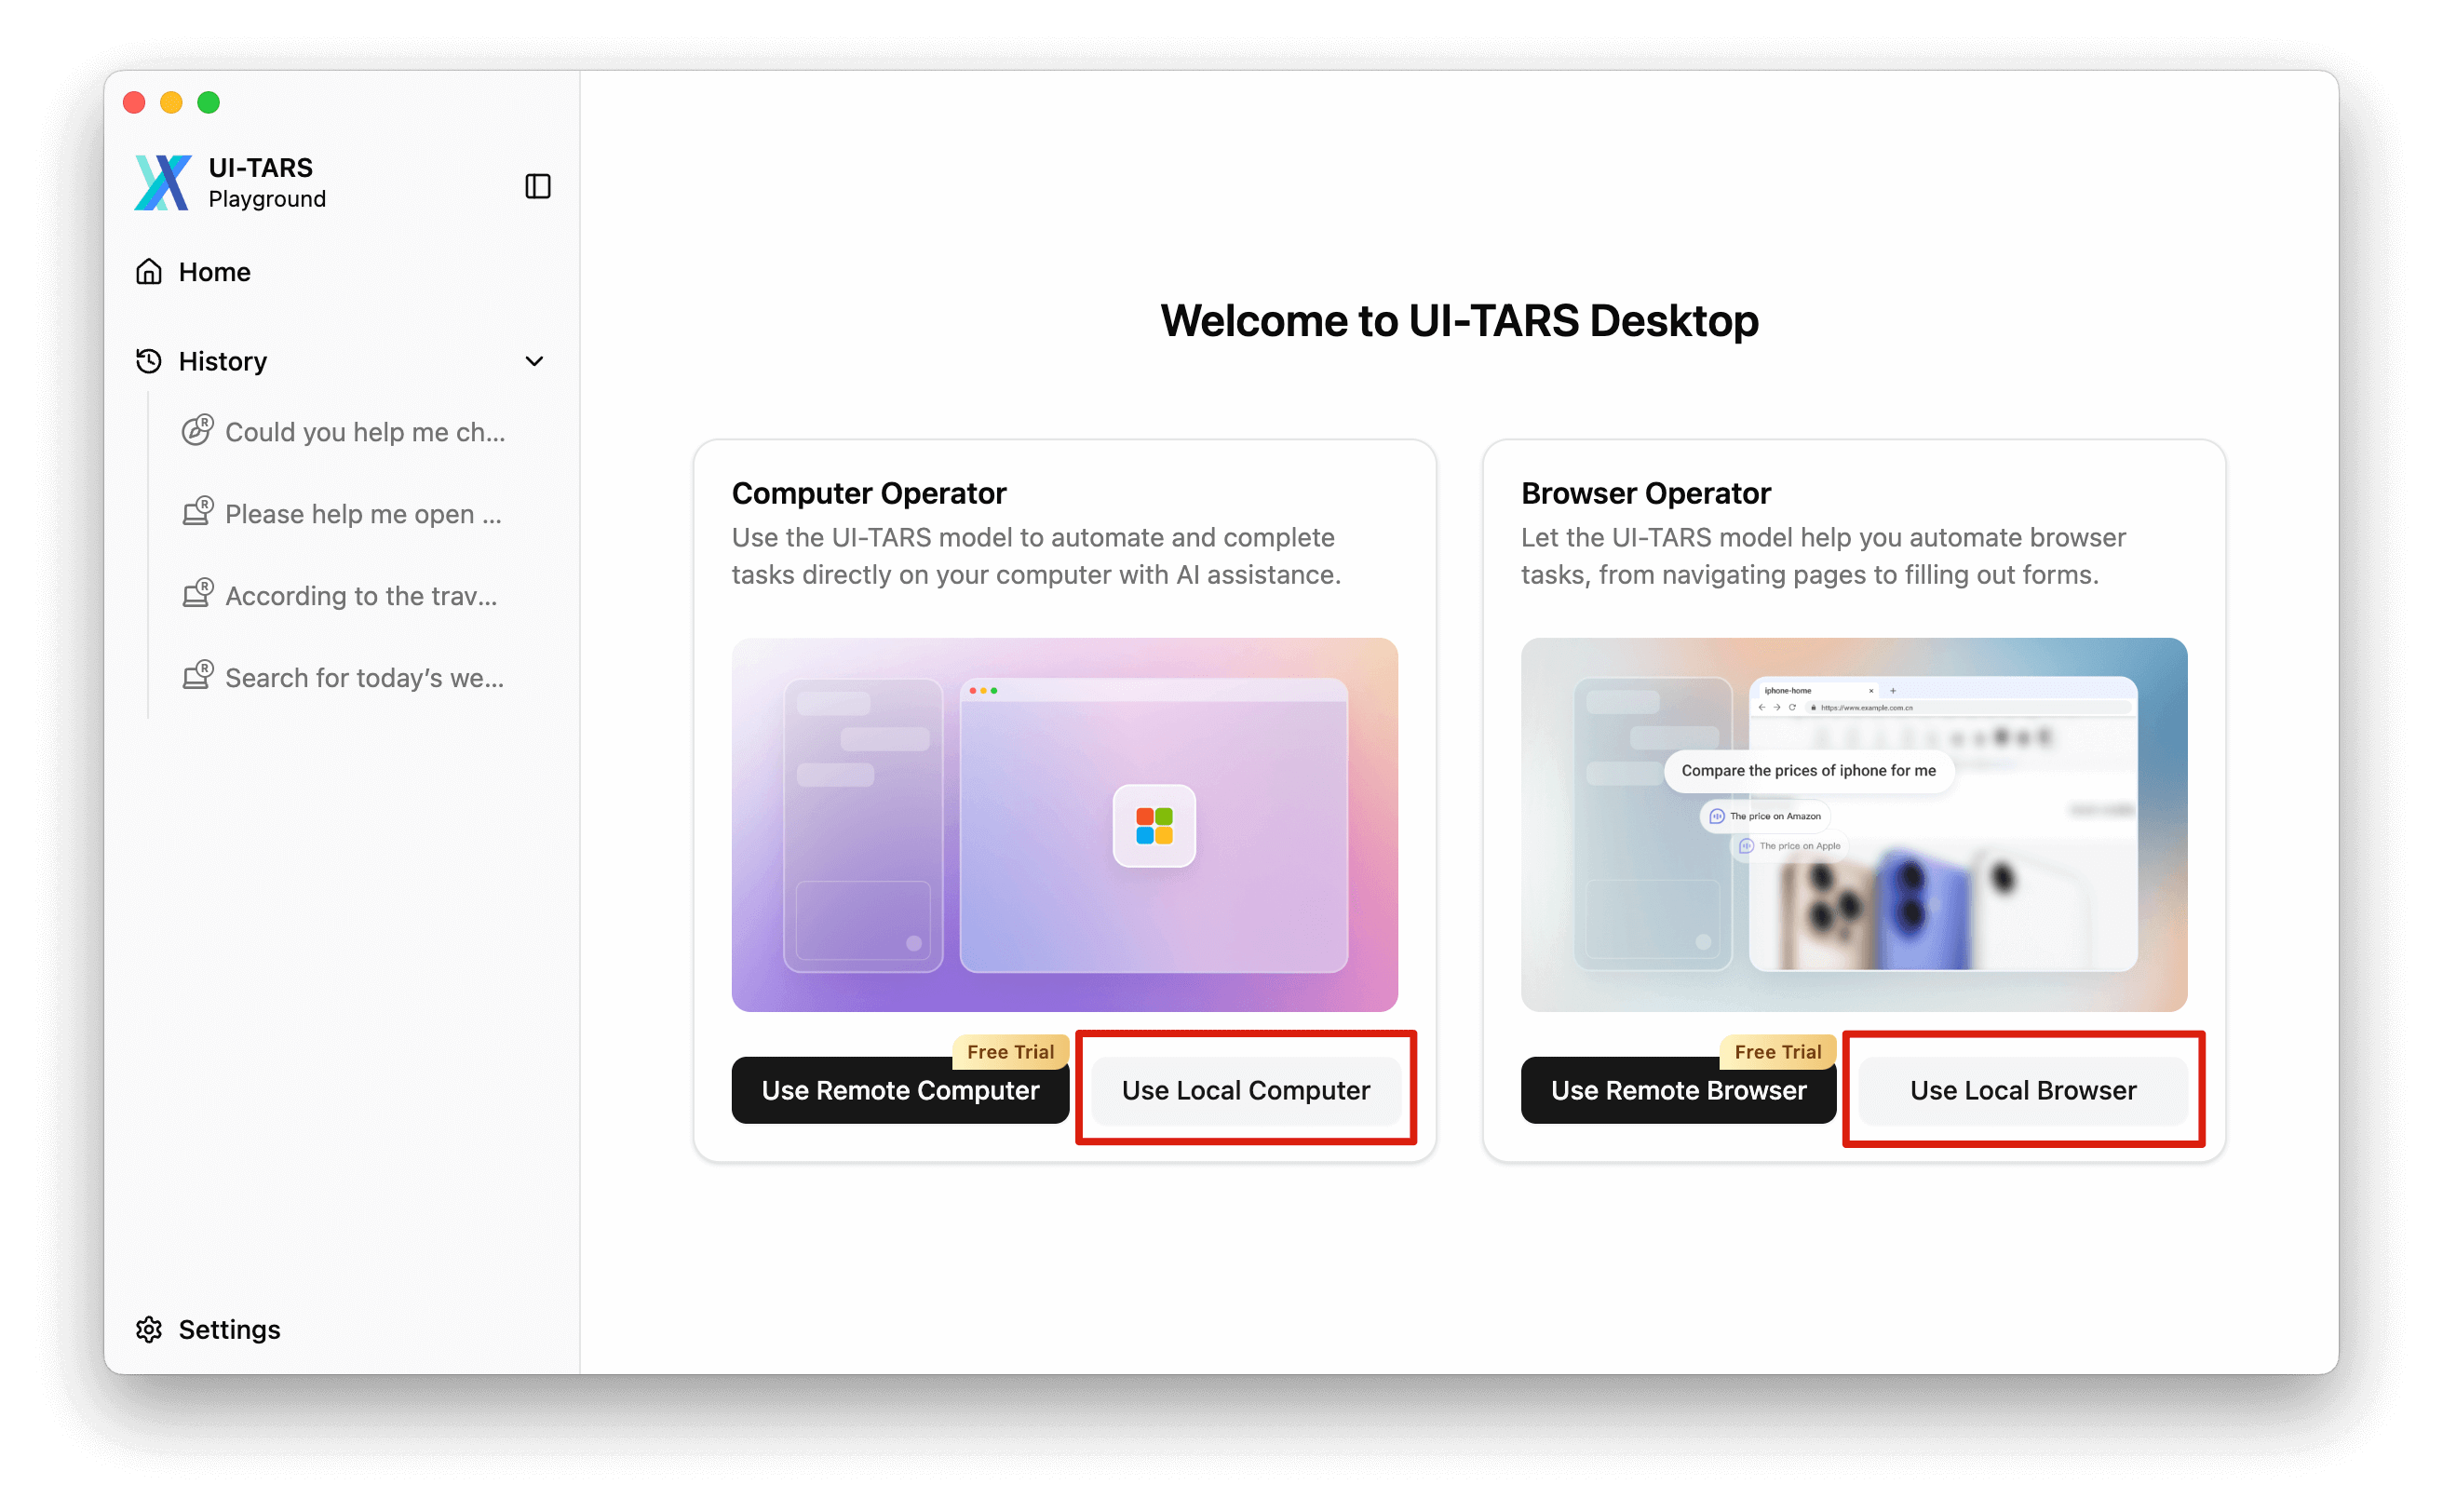 UI-TARS
Playground
Home
History
Could you help me ch...
Please help me open ...
According to the trav...
Search for today’s we...
Settings
Welcome to UI-TARS Desktop
Computer Operator
Use the UI-TARS model to automate and complete
tasks directly on your computer with AI assistance.
Free Trial
Use Remote Computer
Use Local Computer
Browser Operator
Let the UI-TARS model help you automate browser
tasks, from navigating pages to filling out forms.
iphone-home
https://www.example.com.cn
Compare the prices of iphone for me
The price on Amazon
The price on Apple
Free Trial
Use Remote Browser
Use Local Browser